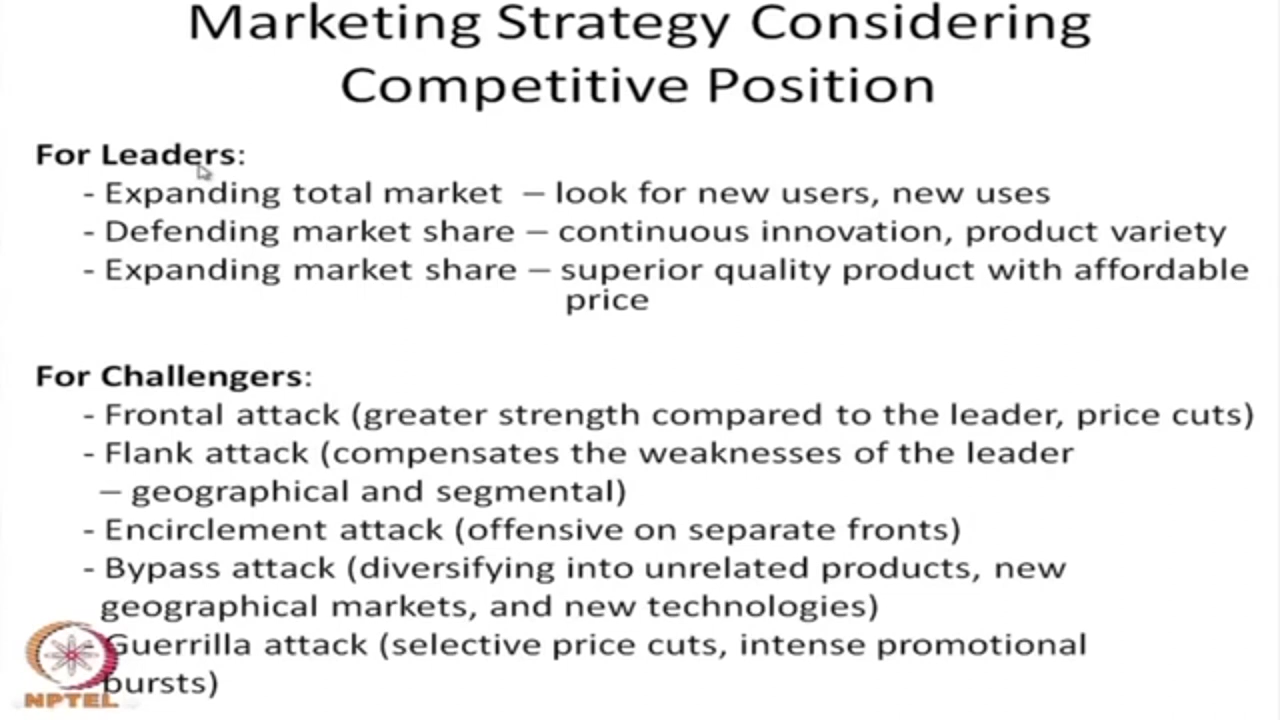 Marketing Strategy Considering
Competitive Position
For Leaders:
- Expanding total market – look for new users, new uses
- Defending market share – continuous innovation, product variety
- Expanding market share – superior quality product with affordable
price
For Challengers:
- Frontal attack (greater strength compared to the leader, price cuts)
- Flank attack (compensates the weaknesses of the leader
– geographical and segmental)
- Encirclement attack (offensive on separate fronts)
- Bypass attack (diversifying into unrelated products, new
geographical markets, and new technologies)
- Guerrilla attack (selective price cuts, intense promotional
bursts)
NPTEL